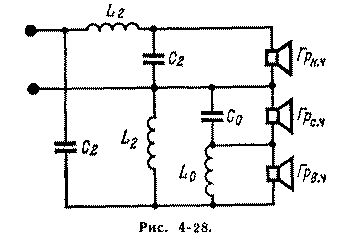 L₂
C₂
Гр н.ч
C₂
L₂
C₀
Гр с.ч
L₀
Гр в.ч
Рис. 4-28.